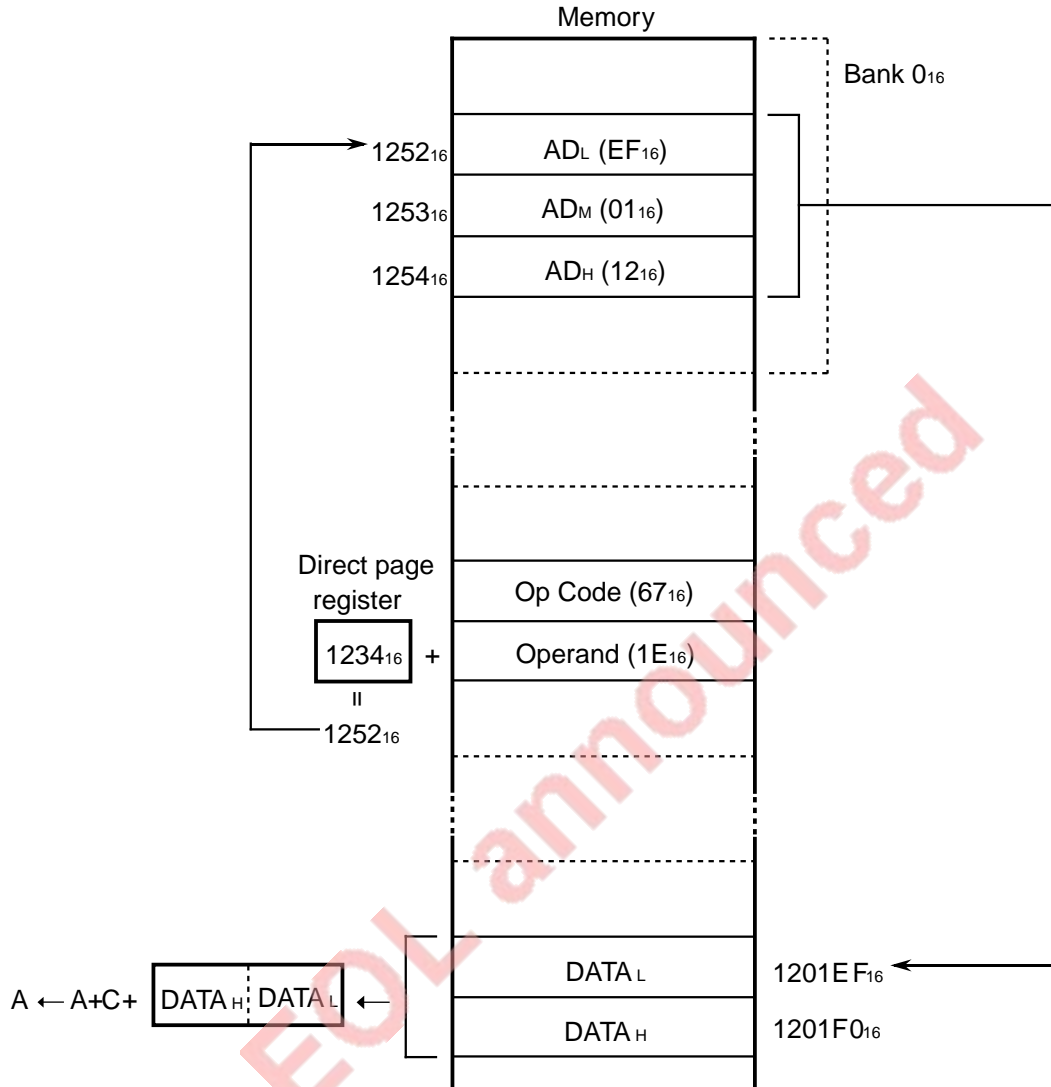 Memory
Bank 0₁₆
1252₁₆ ADL (EF₁₆)
1253₁₆ ADM (01₁₆)
1254₁₆ ADH (12₁₆)
Direct page
register
Op Code (67₁₆)
1234₁₆ + Operand (1E₁₆)
=
1252₁₆
DATA L 1201EF₁₆
A ← A+C+ DATA H DATA L ←
DATA H 1201F0₁₆
EOL announced